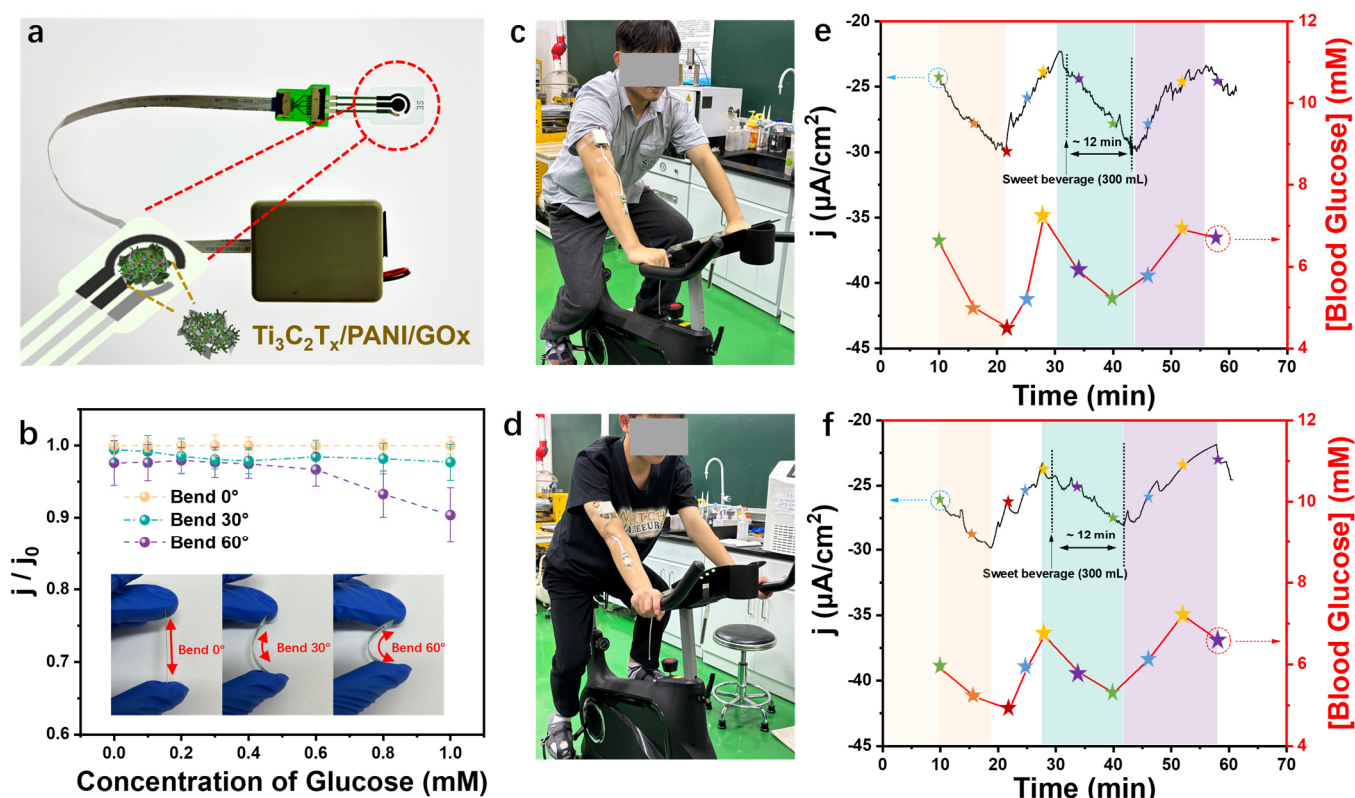 a
SE
Ti3C2Tx/PANI/GOx
b
j / j0
1.0
0.9
0.8
0.7
0.6
Bend 0°
Bend 30°
Bend 60°
Bend 0°
Bend 30°
Bend 60°
0.0
0.2
0.4
0.6
0.8
1.0
Concentration of Glucose (mM)
c
d
e
j (μA/cm2)
-20
-25
-30
-35
-40
-45
~ 12 min
Sweet beverage (300 mL)
12
10
8
6
4
[Blood Glucose] (mM)
0
10
20
30
40
50
60
70
Time (min)
f
j (μA/cm2)
-20
-25
-30
-35
-40
-45
~ 12 min
Sweet beverage (300 mL)
12
10
8
6
4
[Blood Glucose] (mM)
0
10
20
30
40
50
60
70
Time (min)